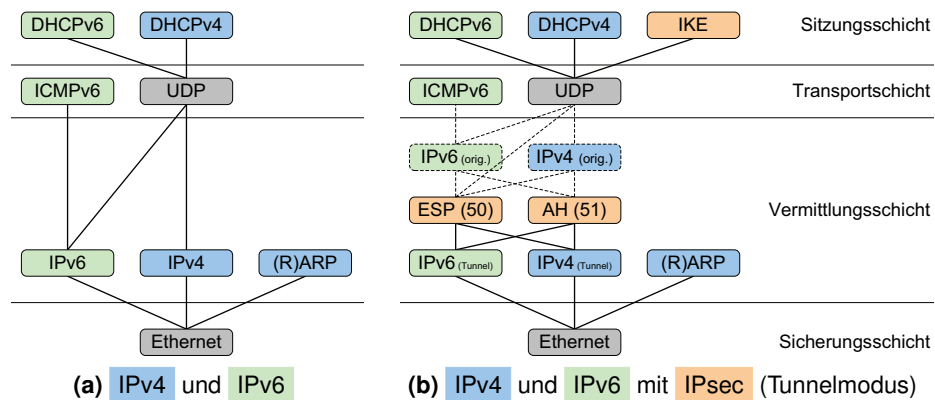 DHCPv6 DHCPv4 DHCPv6 DHCPv4 IKE Sitzungsschicht
ICMPv6 UDP ICMPv6 UDP Transportschicht
IPv6 (orig.) IPv4 (orig.)
ESP (50) AH (51) Vermittlungsschicht
IPv6 IPv4 (R)ARP IPv6 (Tunnel) IPv4 (Tunnel) (R)ARP
Ethernet Ethernet Sicherungsschicht
(a) IPv4 und IPv6 (b) IPv4 und IPv6 mit IPsec (Tunnelmodus)